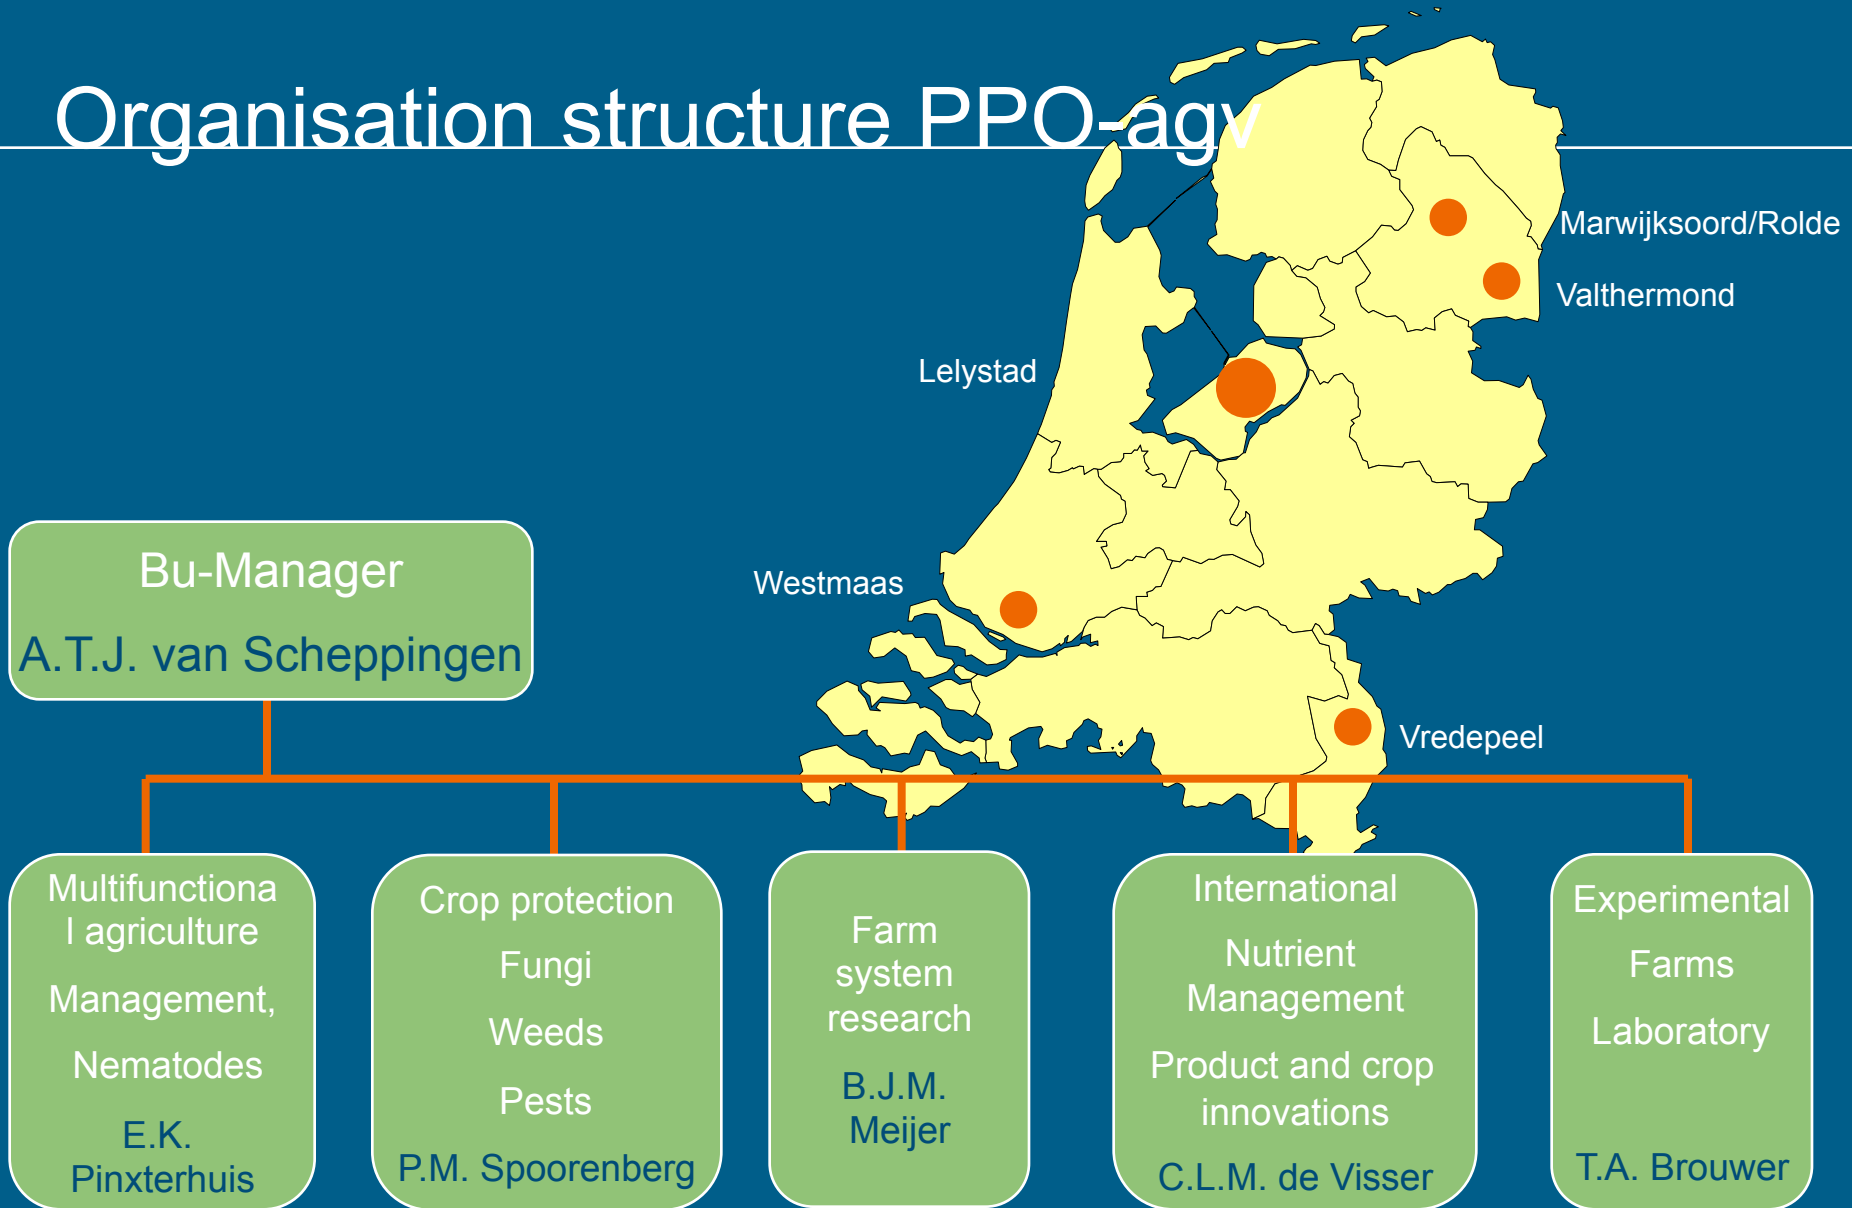 Organisation structure PPO-agv
Marwijksoord/Rolde
Valthermond
Lelystad
Westmaas
Vredepeel
Bu-Manager
A.T.J. van Scheppingen
Multifunctiona
l agriculture
Management,
Nematodes
E.K.
Pinxterhuis
Crop protection
Fungi
Weeds
Pests
P.M. Spoorenberg
Farm
system
research
B.J.M.
Meijer
International
Nutrient
Management
Product and crop
innovations
C.L.M. de Visser
Experimental
Farms
Laboratory
T.A. Brouwer